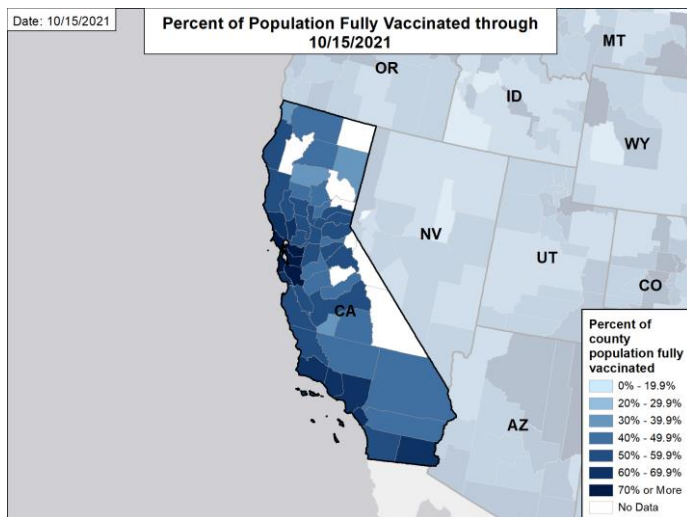 Date: 10/15/2021
Percent of Population Fully Vaccinated through
10/15/2021
MT
OR
ID
WY
NV
UT
CO
CA
AZ
Percent of
county
population fully
vaccinated
0% - 19.9%
20% - 29.9%
30% - 39.9%
40% - 49.9%
50% - 59.9%
60% - 69.9%
70% or More
No Data